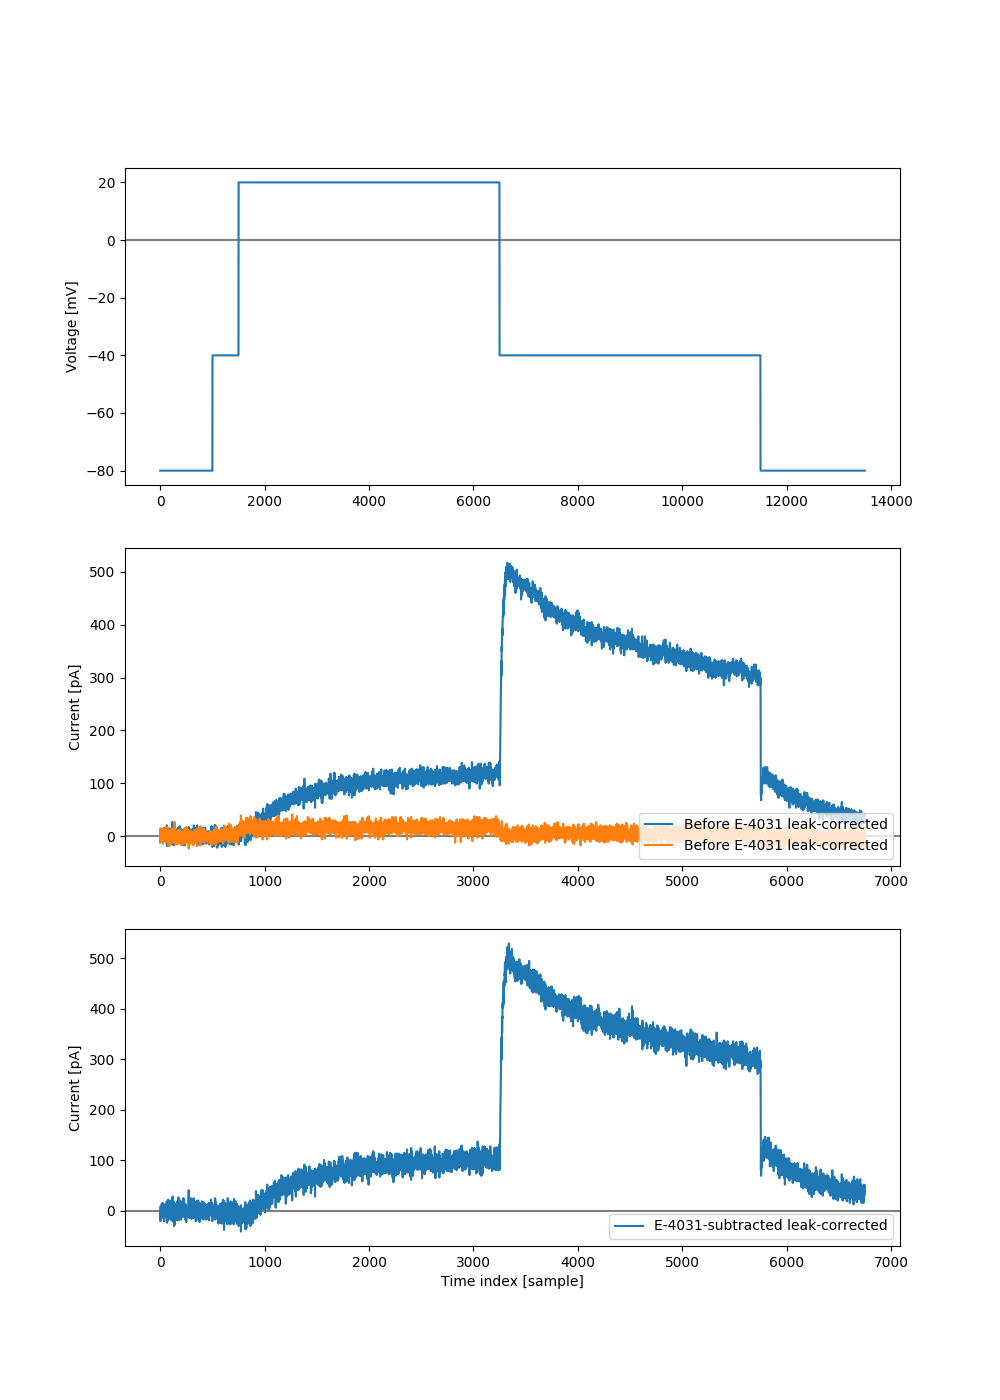 20
0
−20
−40
−60
−80
Voltage [mV]
0 2000 4000 6000 8000 10000 12000 14000
500
400
300
200
100
0
Current [pA]
Before E-4031 leak-corrected
Before E-4031 leak-corrected
0 1000 2000 3000 4000 5000 6000 7000
500
400
300
200
100
0
Current [pA]
E-4031-subtracted leak-corrected
0 1000 2000 3000 4000 5000 6000 7000
Time index [sample]